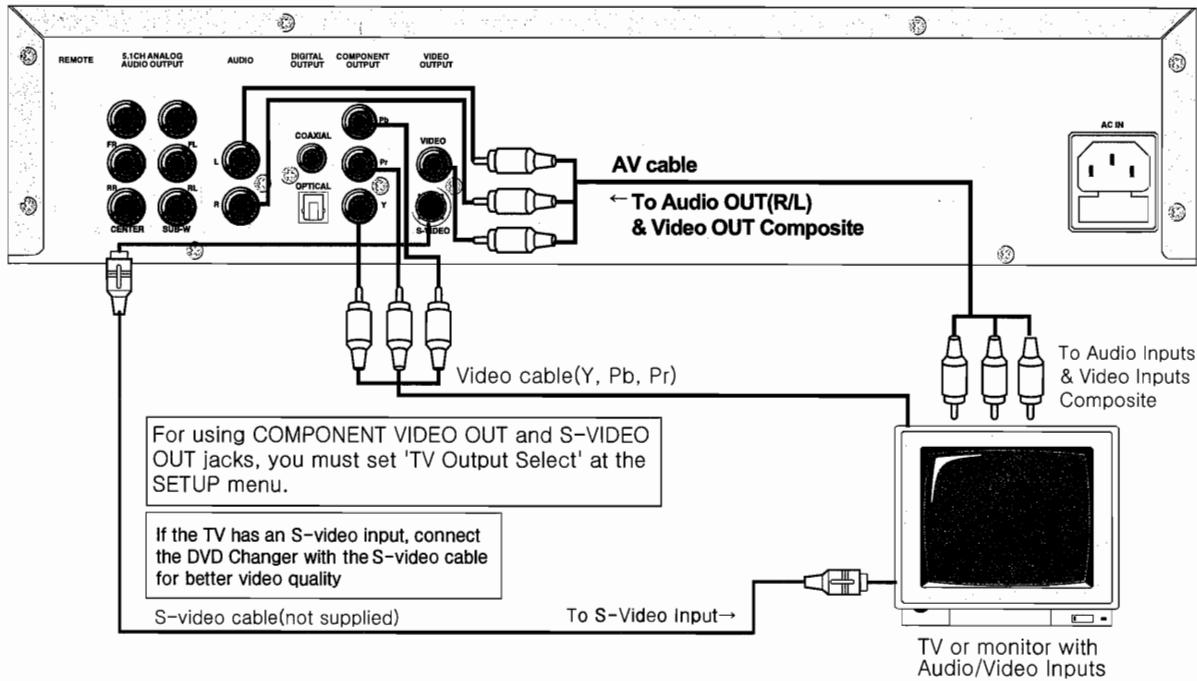 REMOTE
5.1CH ANALOG
AUDIO OUTPUT
AUDIO
DIGITAL
OUTPUT
COMPONENT
OUTPUT
VIDEO
OUTPUT
FR
FL
RR
RL
CENTER
SUB-W
L
R
COAXIAL
OPTICAL
Pb
Pr
Y
VIDEO
S-VIDEO
AC IN
AV cable
←To Audio OUT(R/L)
& Video OUT Composite
To Audio Inputs
& Video Inputs
Composite
Video cable(Y, Pb, Pr)
For using COMPONENT VIDEO OUT and S-VIDEO
OUT jacks, you must set 'TV Output Select' at the
SETUP menu.
If the TV has an S-video input, connect
the DVD Changer with the S-video cable
for better video quality
S-video cable(not supplied)
To S-Video Input→
TV or monitor with
Audio/Video Inputs